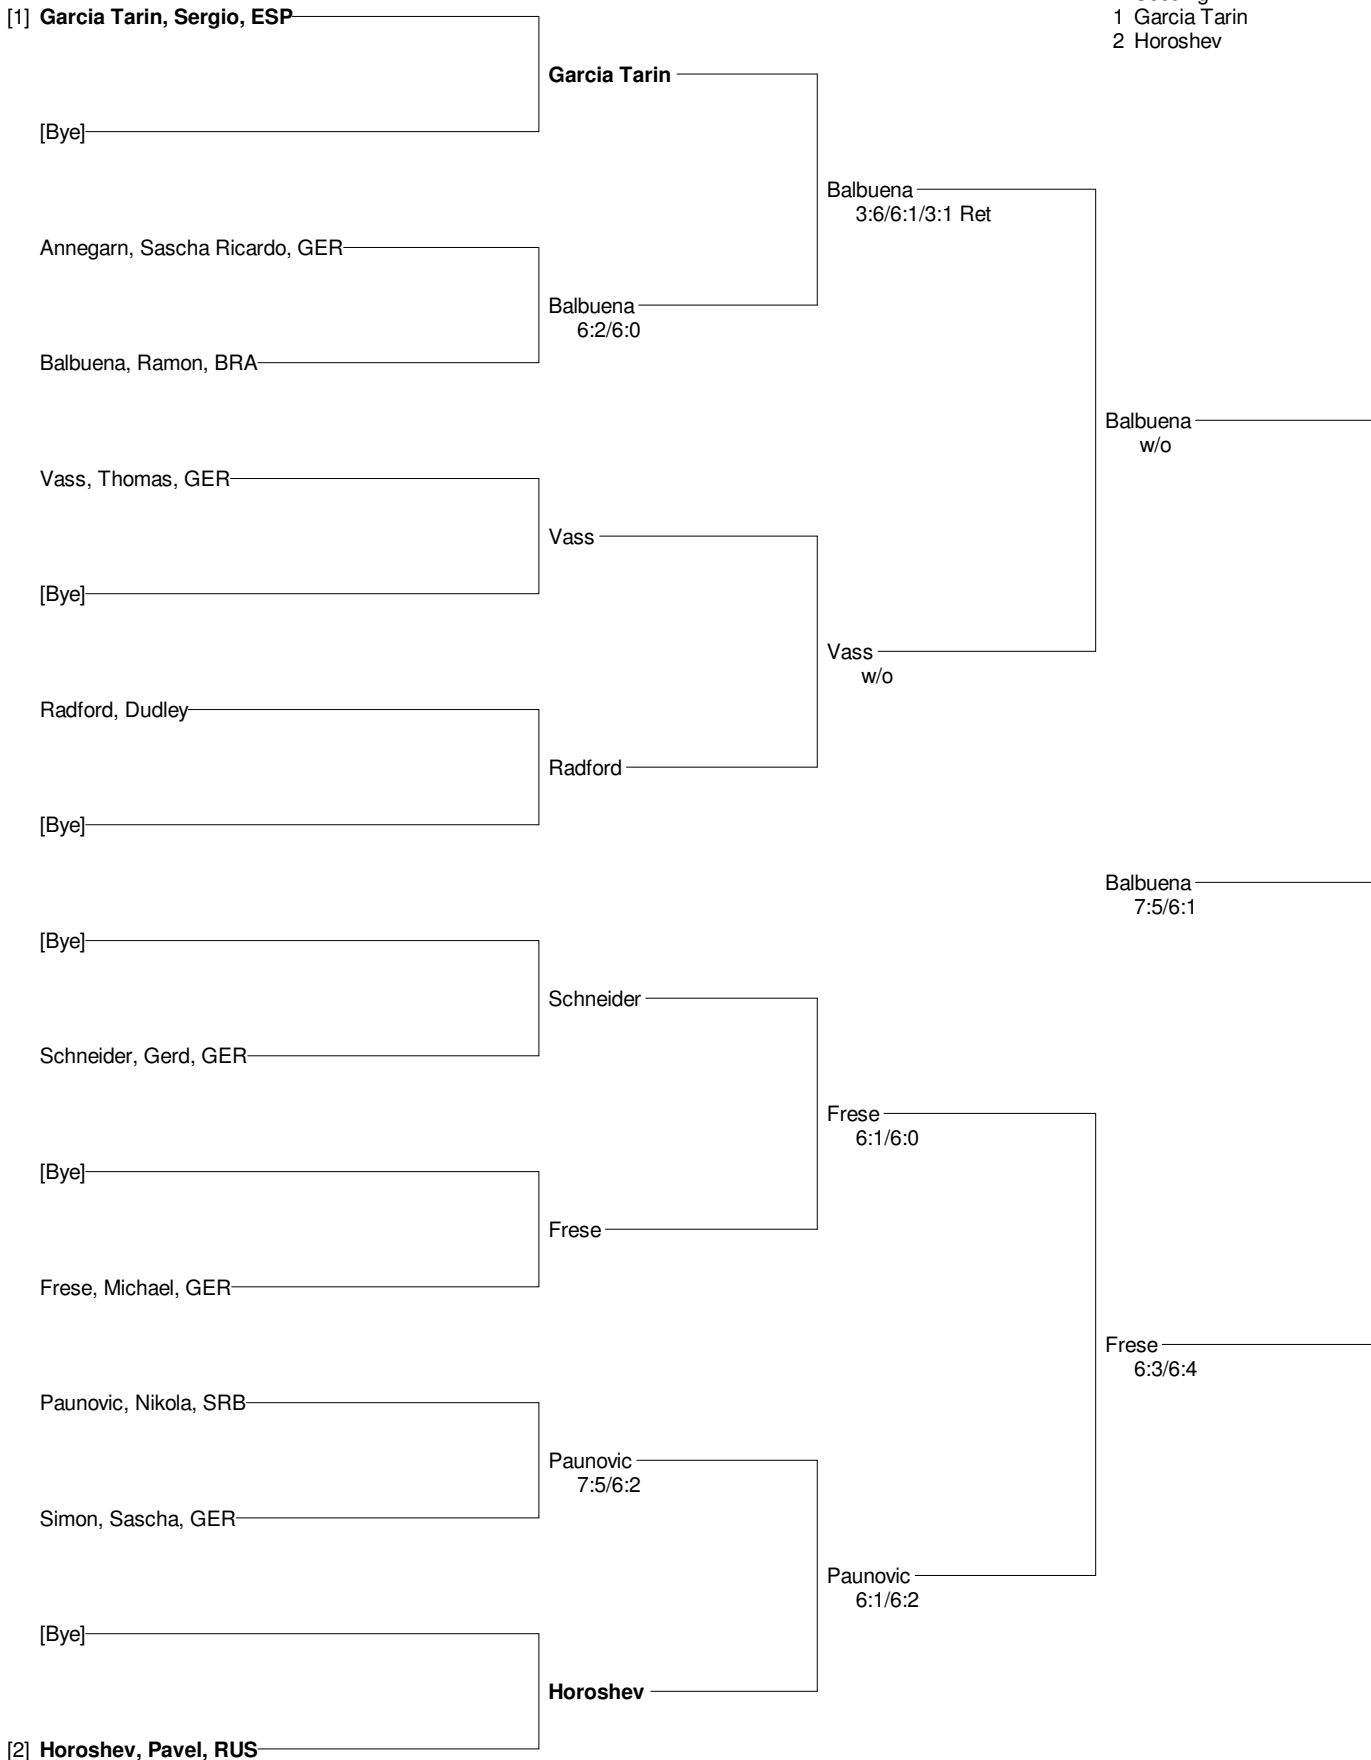 [1] Garcia Tarin, Sergio, ESP
1 Garcia Tarin
2 Horoshev
Garcia Tarin
[Bye]
Balbuena
3:6/6:1/3:1 Ret
Annegarn, Sascha Ricardo, GER
Balbuena
6:2/6:0
Balbuena, Ramon, BRA
Balbuena
w/o
Vass, Thomas, GER
Vass
[Bye]
Vass
w/o
Radford, Dudley
Radford
[Bye]
Balbuena
7:5/6:1
[Bye]
Schneider
Schneider, Gerd, GER
Frese
6:1/6:0
[Bye]
Frese
Frese, Michael, GER
Frese
6:3/6:4
Paunovic, Nikola, SRB
Paunovic
7:5/6:2
Simon, Sascha, GER
Paunovic
6:1/6:2
[Bye]
Horoshev
[2] Horoshev, Pavel, RUS